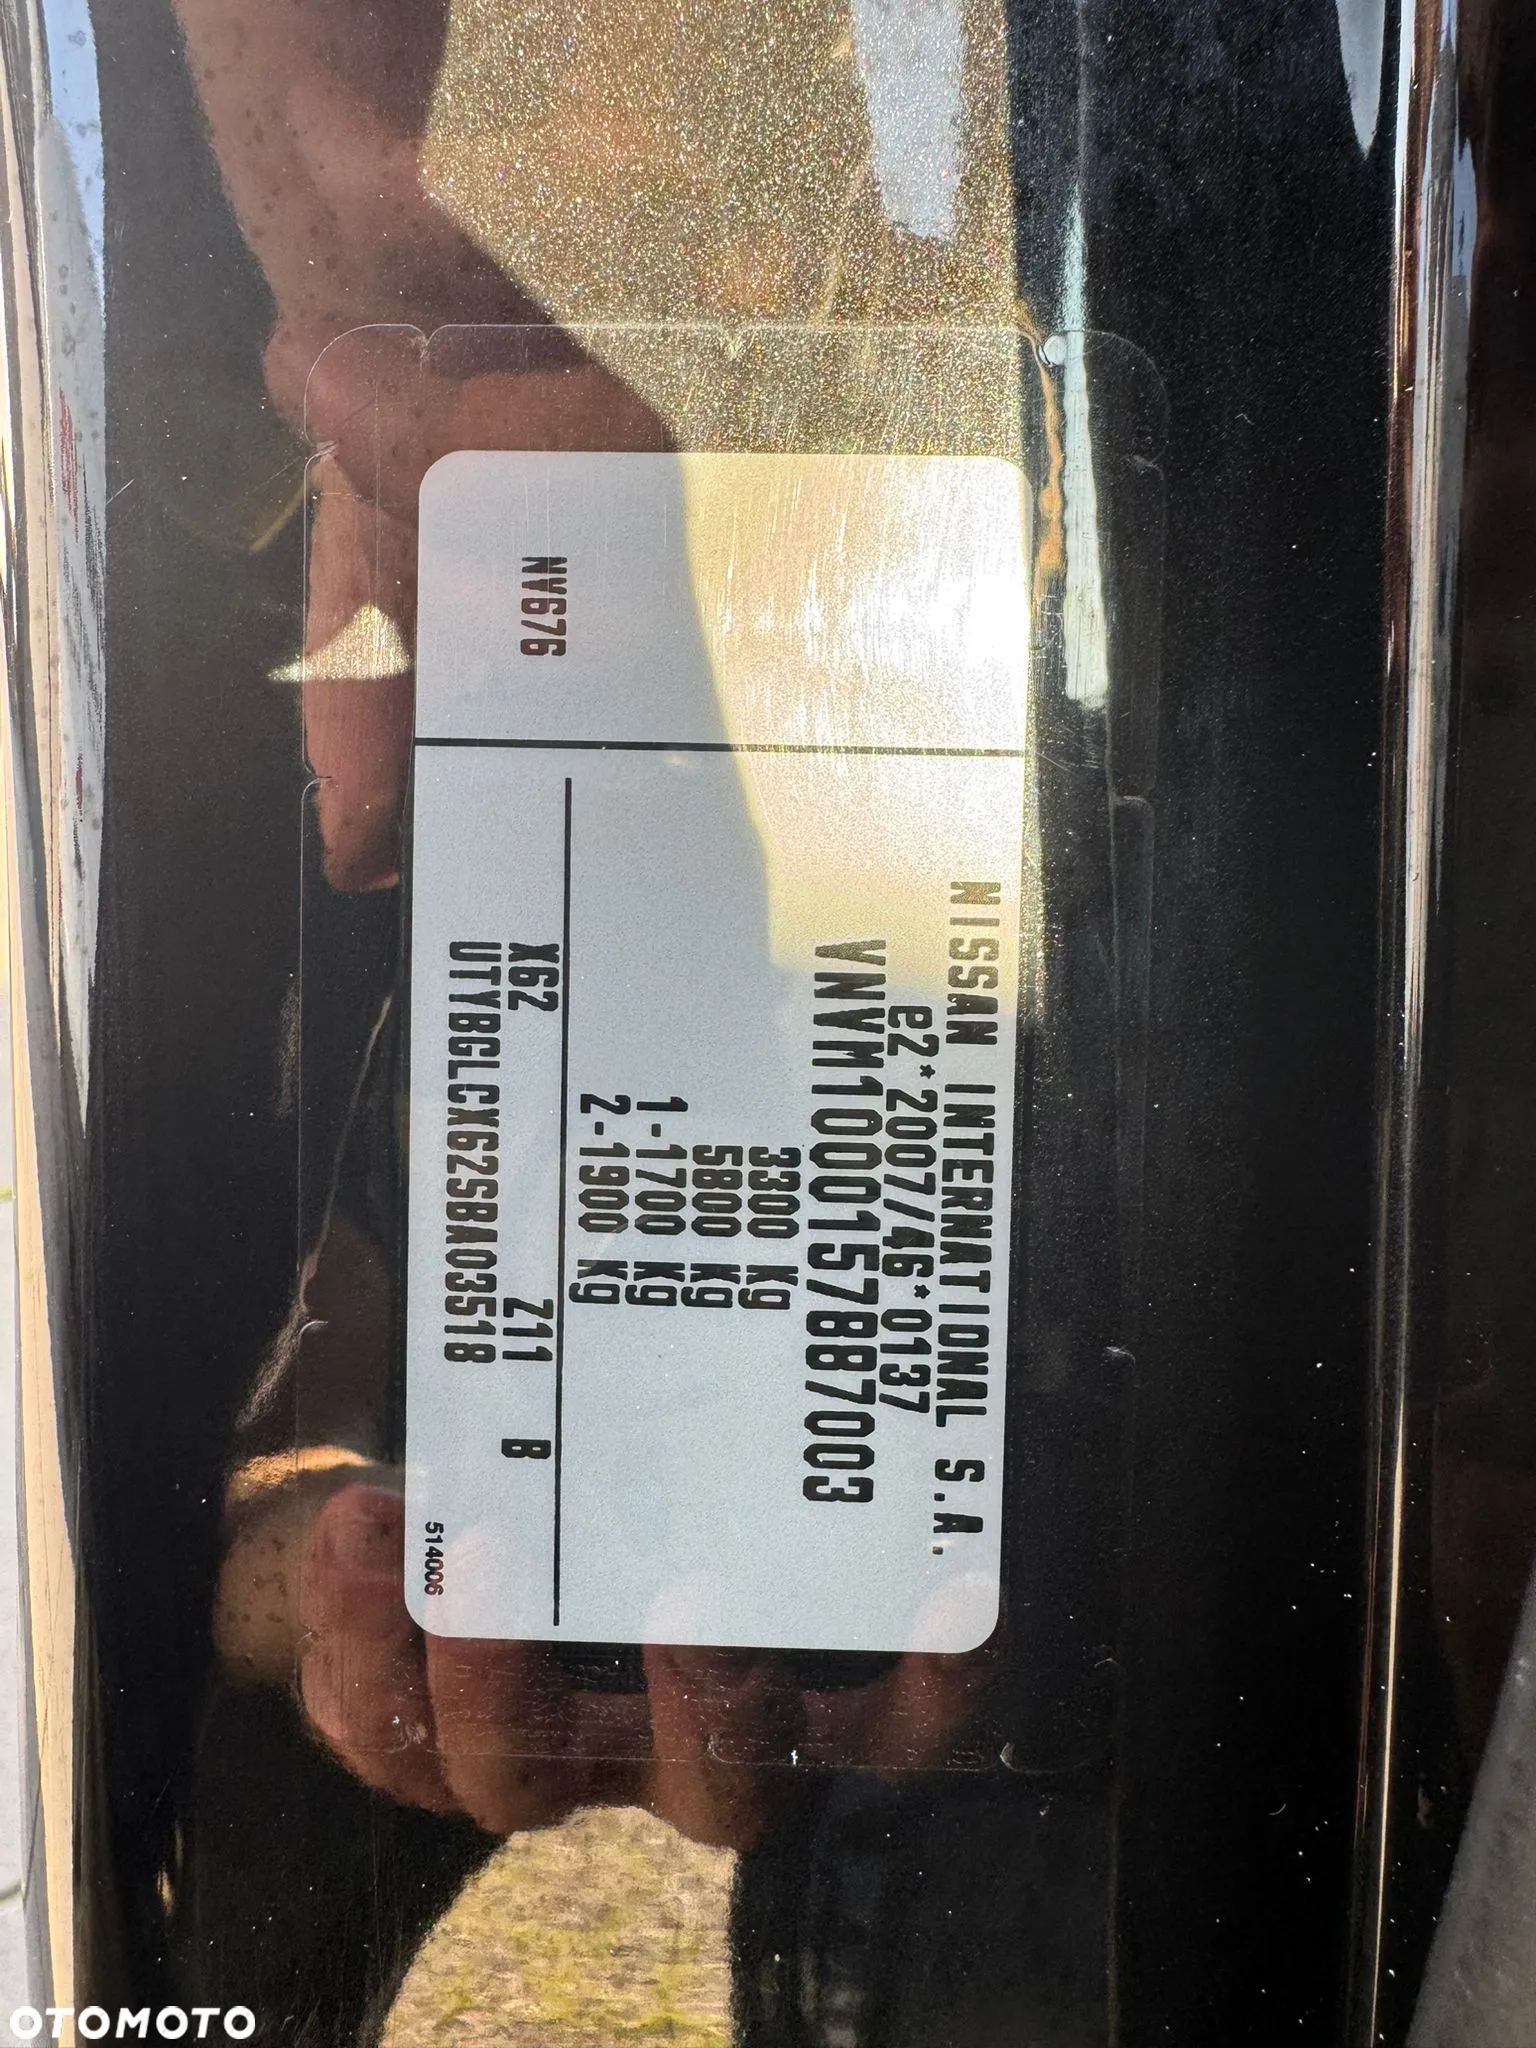 NISSAN INTERNATIONAL S.A.
e2*2007/46*0137
VNVM1000157887003
3300 kg
5800 kg
1-1700 kg
2-1900 kg
NV676
X62 Z11 B
UTYBGLCX62SBA03518
514006
OTOMOTO